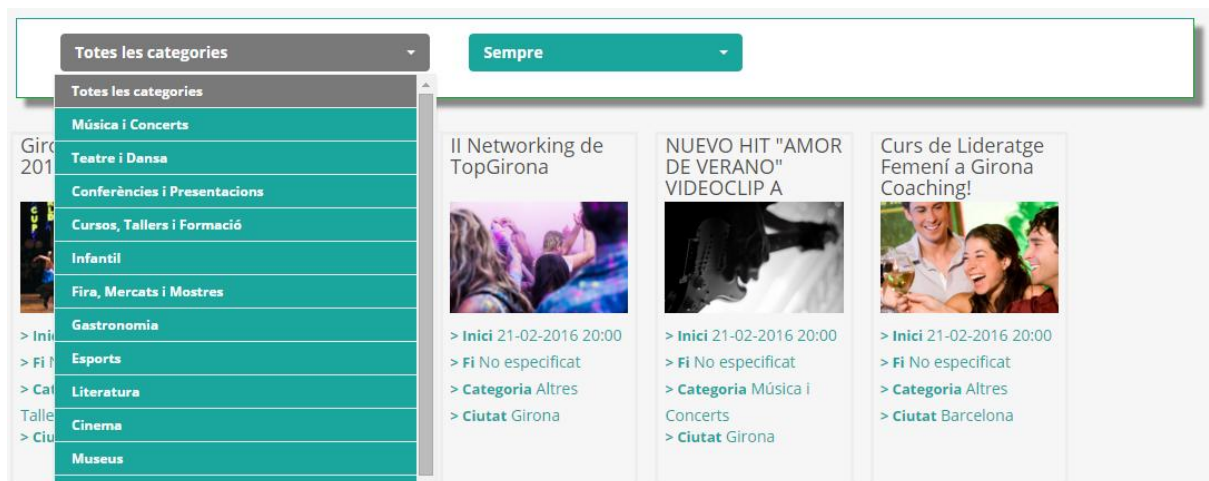 Totes les categories
Sempre
Totes les categories
Música i Concerts
Teatre i Dansa
Conferències i Presentacions
Cursos, Tallers i Formació
Infantil
Fira, Mercats i Mostres
Gastronomia
Esports
Literatura
Cinema
Museus
II Networking de
TopGirona
> Inici 21-02-2016 20:00
> Fi No especificat
> Categoria Altres
> Ciutat Girona
NUEVO HIT "AMOR
DE VERANO"
VIDEOCLIP A
> Inici 21-02-2016 20:00
> Fi No especificat
> Categoria Música i
Concerts
> Ciutat Girona
Curs de Lideratge
Femení a Girona
Coaching!
> Inici 21-02-2016 20:00
> Fi No especificat
> Categoria Altres
> Ciutat Barcelona